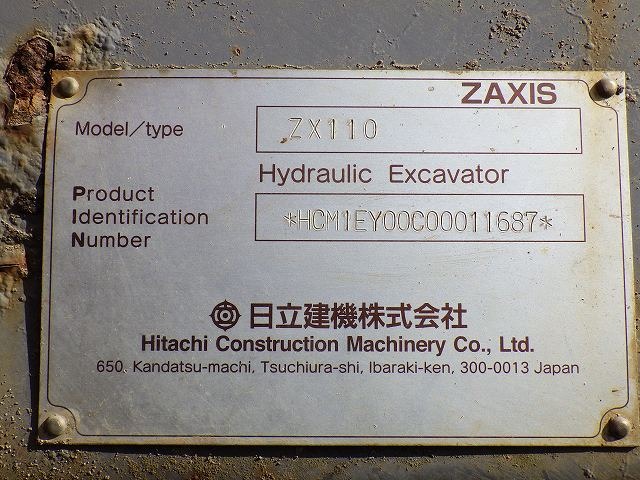 ZAXIS
Model/type ZX110
Hydraulic Excavator
Product
Identification
Number
*HCM1EY00C00011687*
日立建機株式会社
Hitachi Construction Machinery Co., Ltd.
650, Kandatsu-machi, Tsuchiura-shi, Ibaraki-ken, 300-0013 Japan